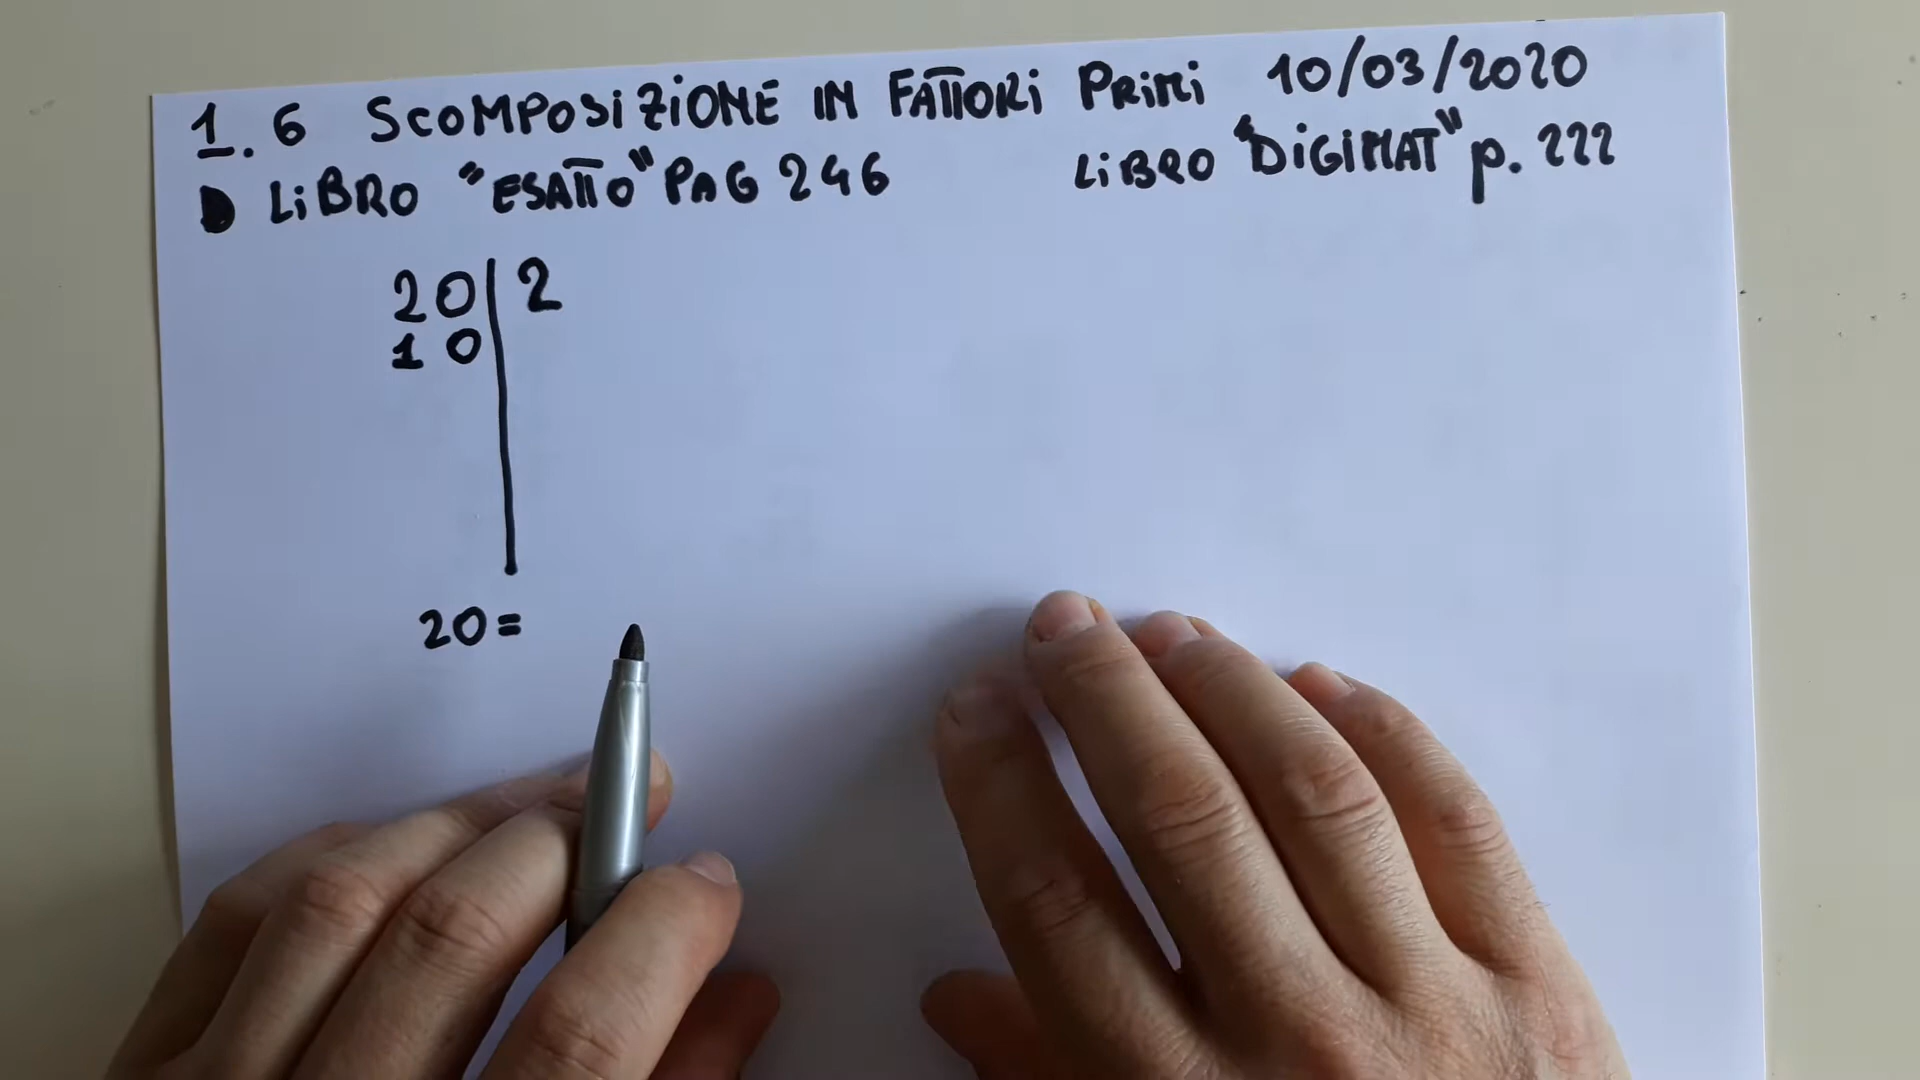 1.6 SCOMPOSIZIONE IN FATTORI PRIMI 10/03/2020
D LIBRO "ESATTO" PAG 246 LIBRO "DIGIMAT" p. 222
20 | 2
10
20 =